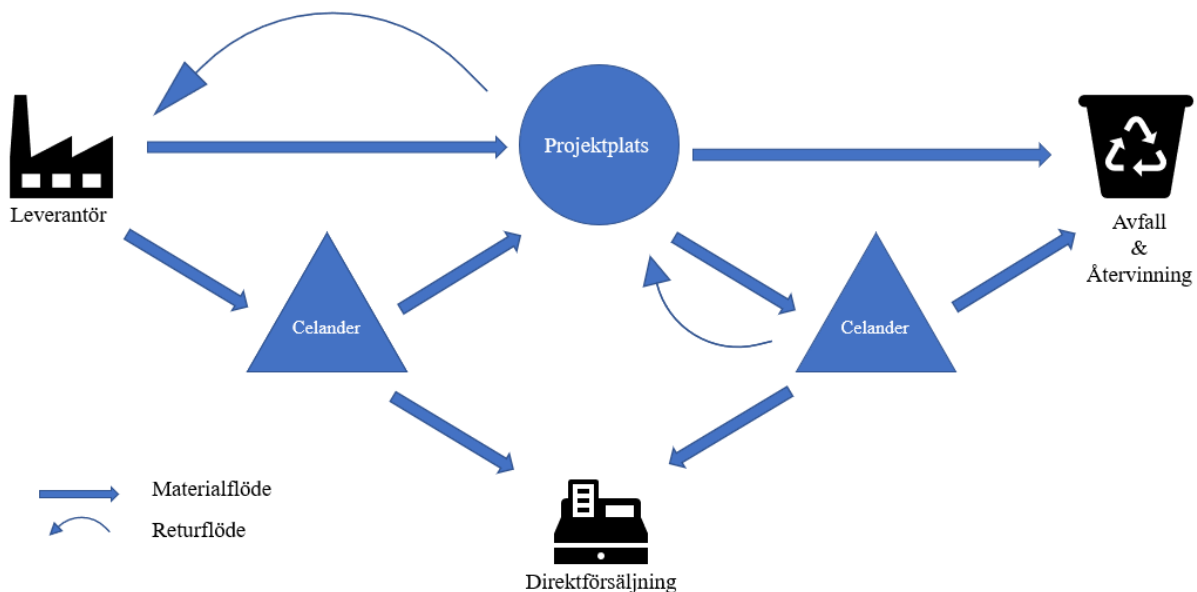 Projektplats
Leverantör
Avfall
&
Återvinning
Celander
Celander
Materialflöde
Returflöde
Direktförsäljning